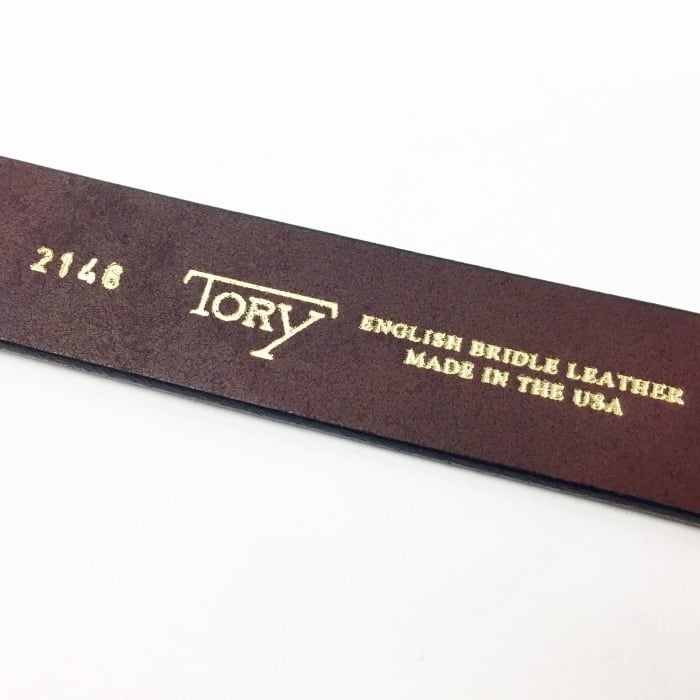 2146
TORY
ENGLISH BRIDLE LEATHER
MADE IN THE USA